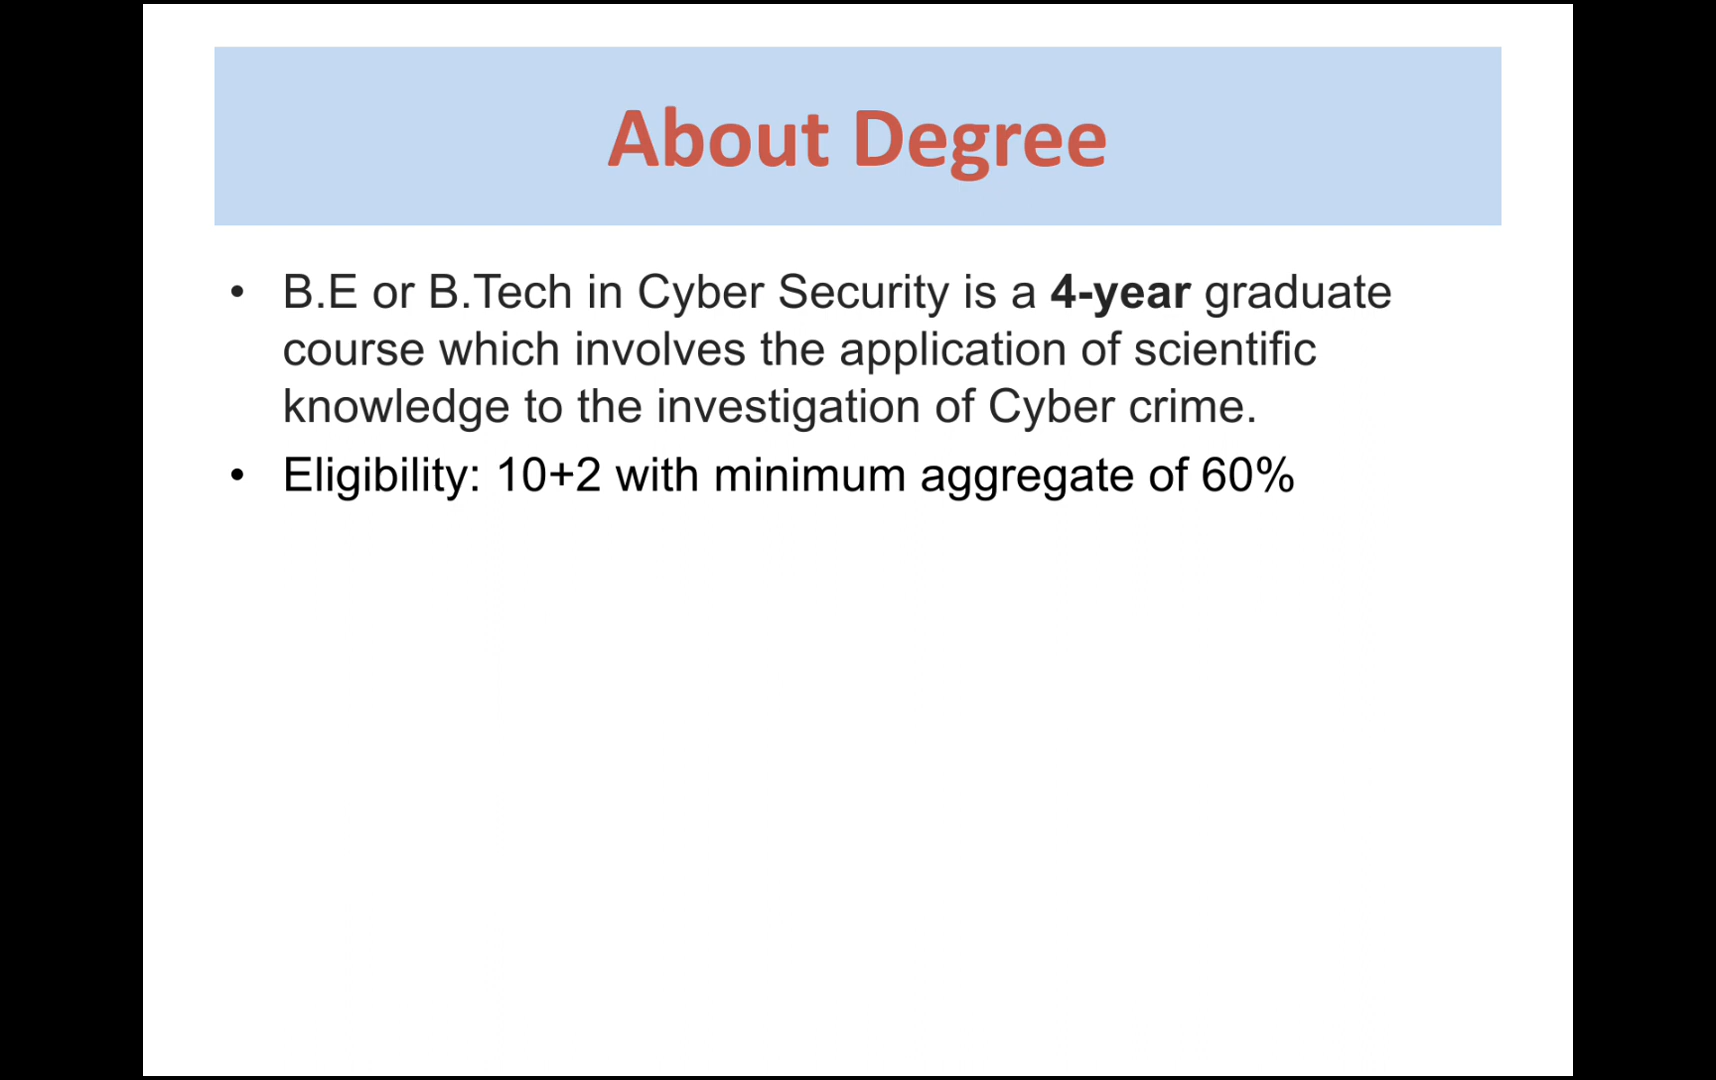 About Degree
• B.E or B.Tech in Cyber Security is a 4-year graduate
course which involves the application of scientific
knowledge to the investigation of Cyber crime.
• Eligibility: 10+2 with minimum aggregate of 60%